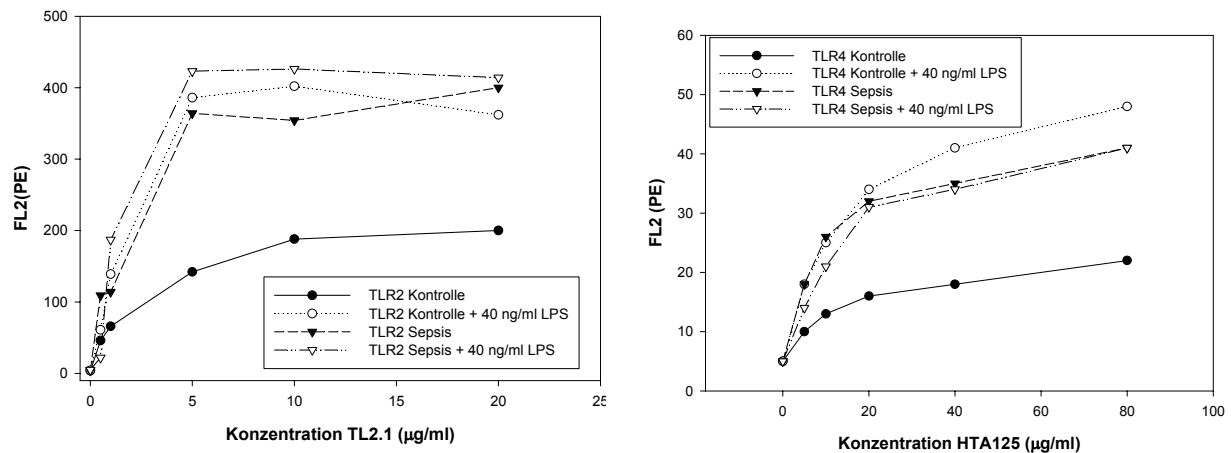 500
400
300
200
100
0
FL2(PE)
TLR2 Kontrolle
TLR2 Kontrolle + 40 ng/ml LPS
TLR2 Sepsis
TLR2 Sepsis + 40 ng/ml LPS
0 5 10 15 20 25
Konzentration TL2.1 (µg/ml)
60
50
40
30
20
10
0
FL2 (PE)
TLR4 Kontrolle
TLR4 Kontrolle + 40 ng/ml LPS
TLR4 Sepsis
TLR4 Sepsis + 40 ng/ml LPS
0 20 40 60 80 100
Konzentration HTA125 (µg/ml)